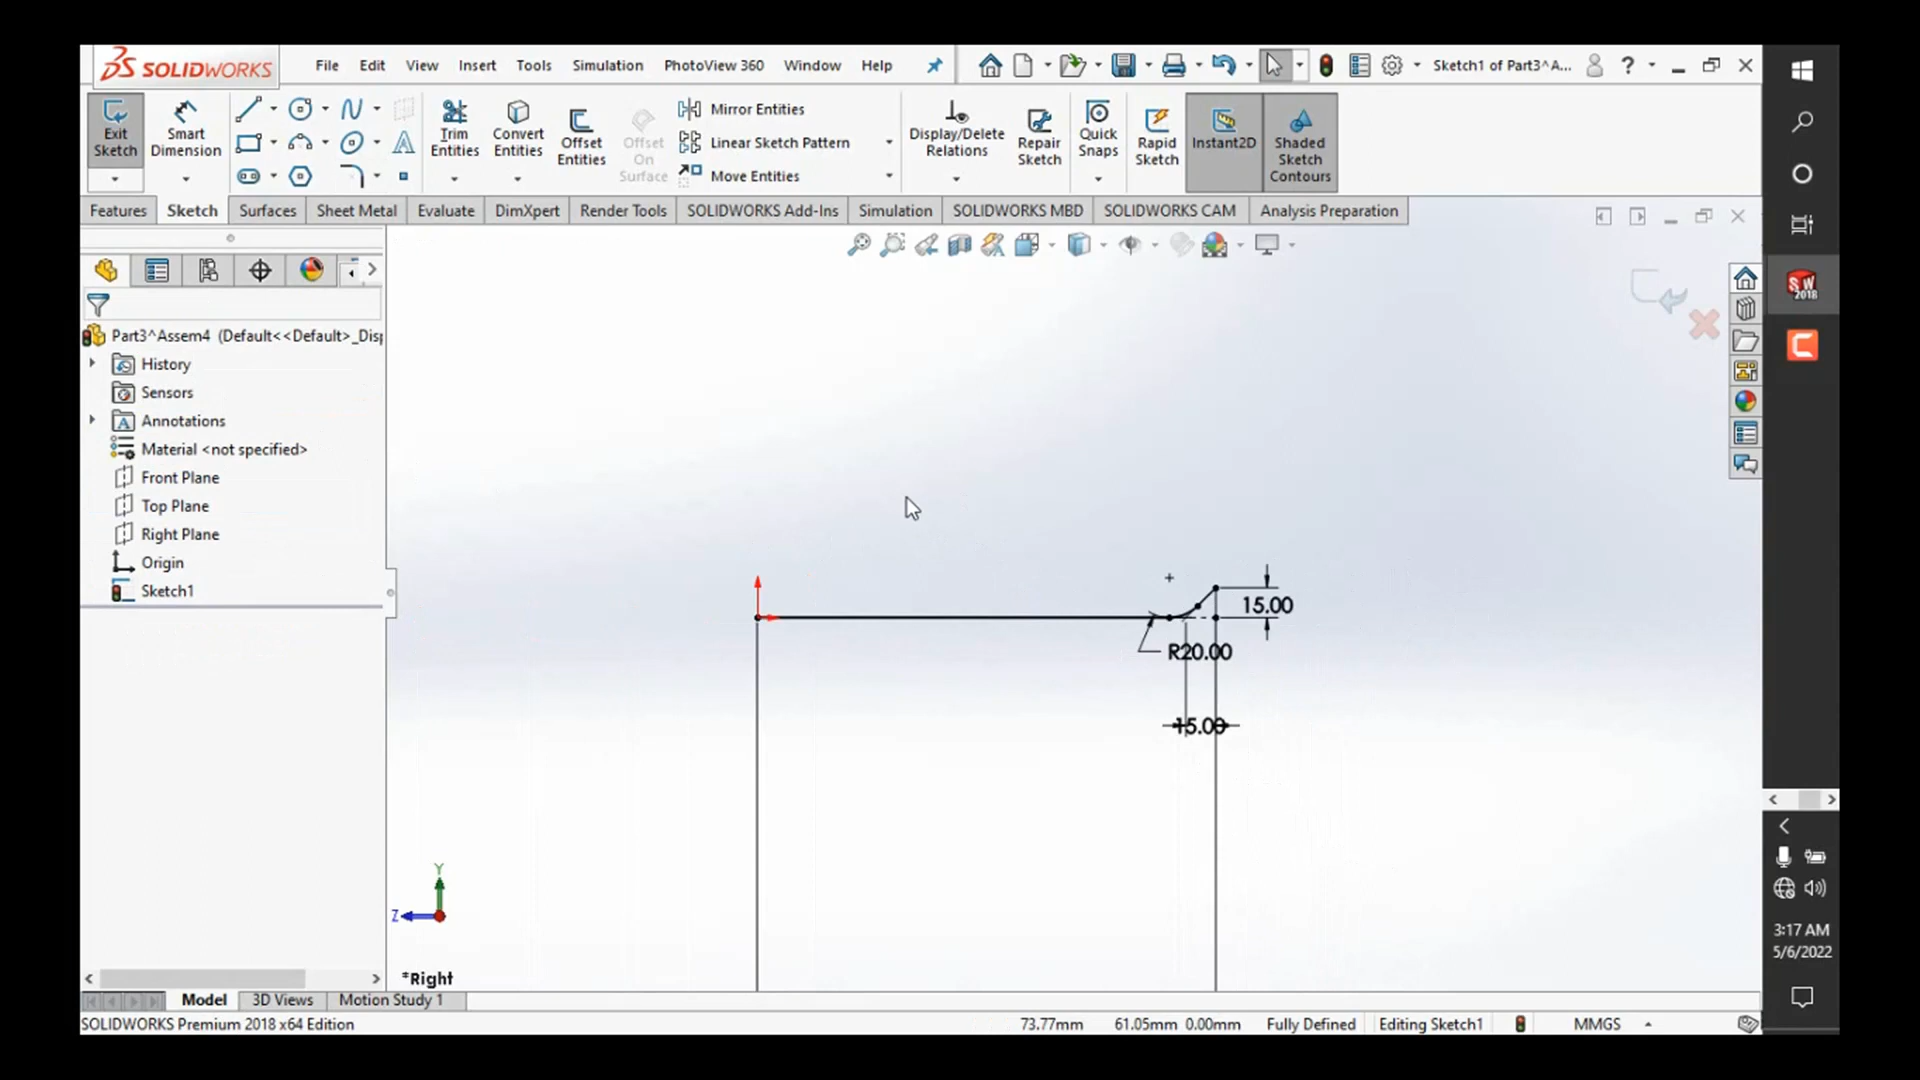 SOLIDWORKS File Edit View Insert Tools Simulation PhotoView 360 Window Help Sketch1 of Part3^A... ?
Exit Sketch
Smart Dimension
Trim Entities
Convert Entities
Offset Entities
Offset On Surface
Mirror Entities
Linear Sketch Pattern
Move Entities
Display/Delete Relations
Repair Sketch
Quick Snaps
Rapid Sketch
Instant2D
Shaded Sketch Contours
Features Sketch Surfaces Sheet Metal Evaluate DimXpert Render Tools SOLIDWORKS Add-Ins Simulation SOLIDWORKS MBD SOLIDWORKS CAM Analysis Preparation
Part3^Assem4 (Default<<Default>_Disp
History
Sensors
Annotations
Material <not specified>
Front Plane
Top Plane
Right Plane
Origin
Sketch1
15.00
R20.00
15.00
Y
Z
*Right
Model 3D Views Motion Study 1
SOLIDWORKS Premium 2018 x64 Edition 73.77mm 61.05mm 0.00mm Fully Defined Editing Sketch1 MMGS
SW
2018
3:17 AM
5/6/2022